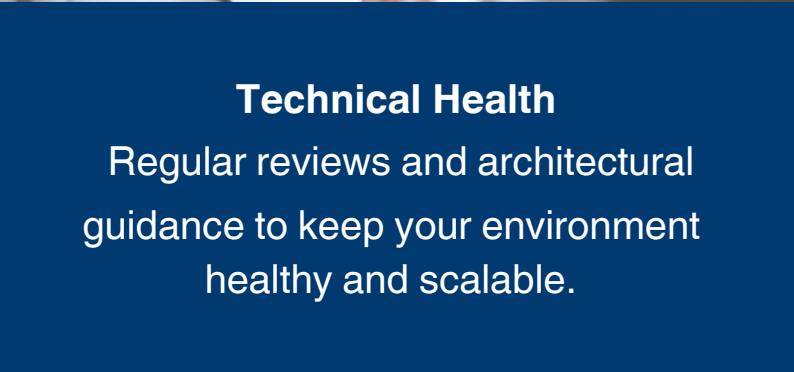 Technical Health
Regular reviews and architectural
guidance to keep your environment
healthy and scalable.